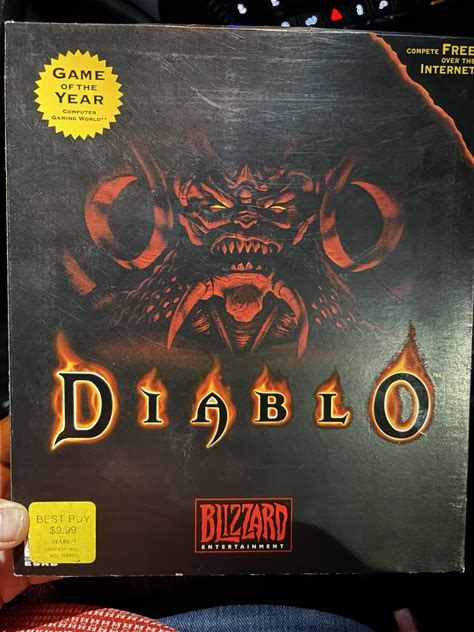 GAME
OF THE
YEAR
COMPUTER
GAMING WORLD
COMPETE FREE
OVER THE
INTERNET
DIABLO
BEST BUY
$9.99
DIABLO
BLIZZARD
ENTERTAINMENT